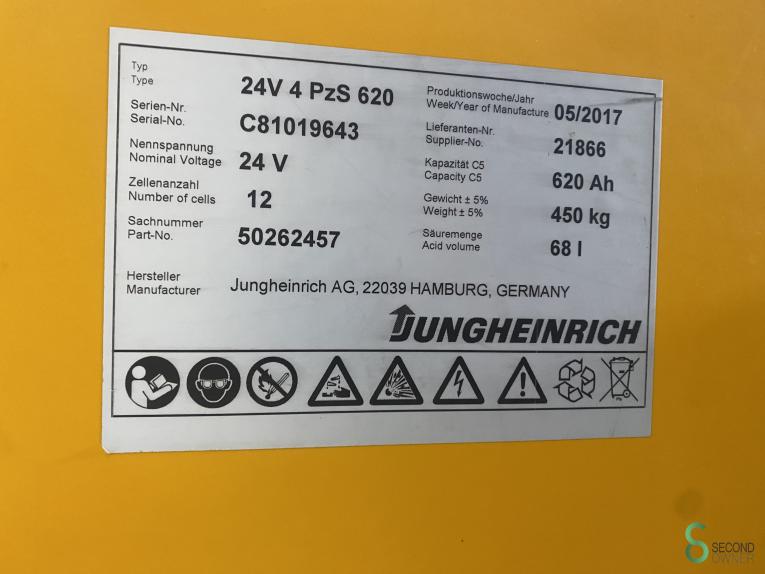 Typ
Type 24V 4 PzS 620
Serien-Nr.
Serial-No. C81019643
Nennspannung
Nominal Voltage 24 V
Zellenanzahl
Number of cells 12
Sachnummer
Part-No. 50262457
Produktionswoche/Jahr
Week/Year of Manufacture 05/2017
Lieferanten-Nr.
Supplier-No. 21866
Kapazität C5
Capacity C5 620 Ah
Gewicht ± 5%
Weight ± 5% 450 kg
Säuremenge
Acid volume 68 l
Hersteller
Manufacturer Jungheinrich AG, 22039 HAMBURG, GERMANY
JUNGHEINRICH
Pb
SECOND
OWNER